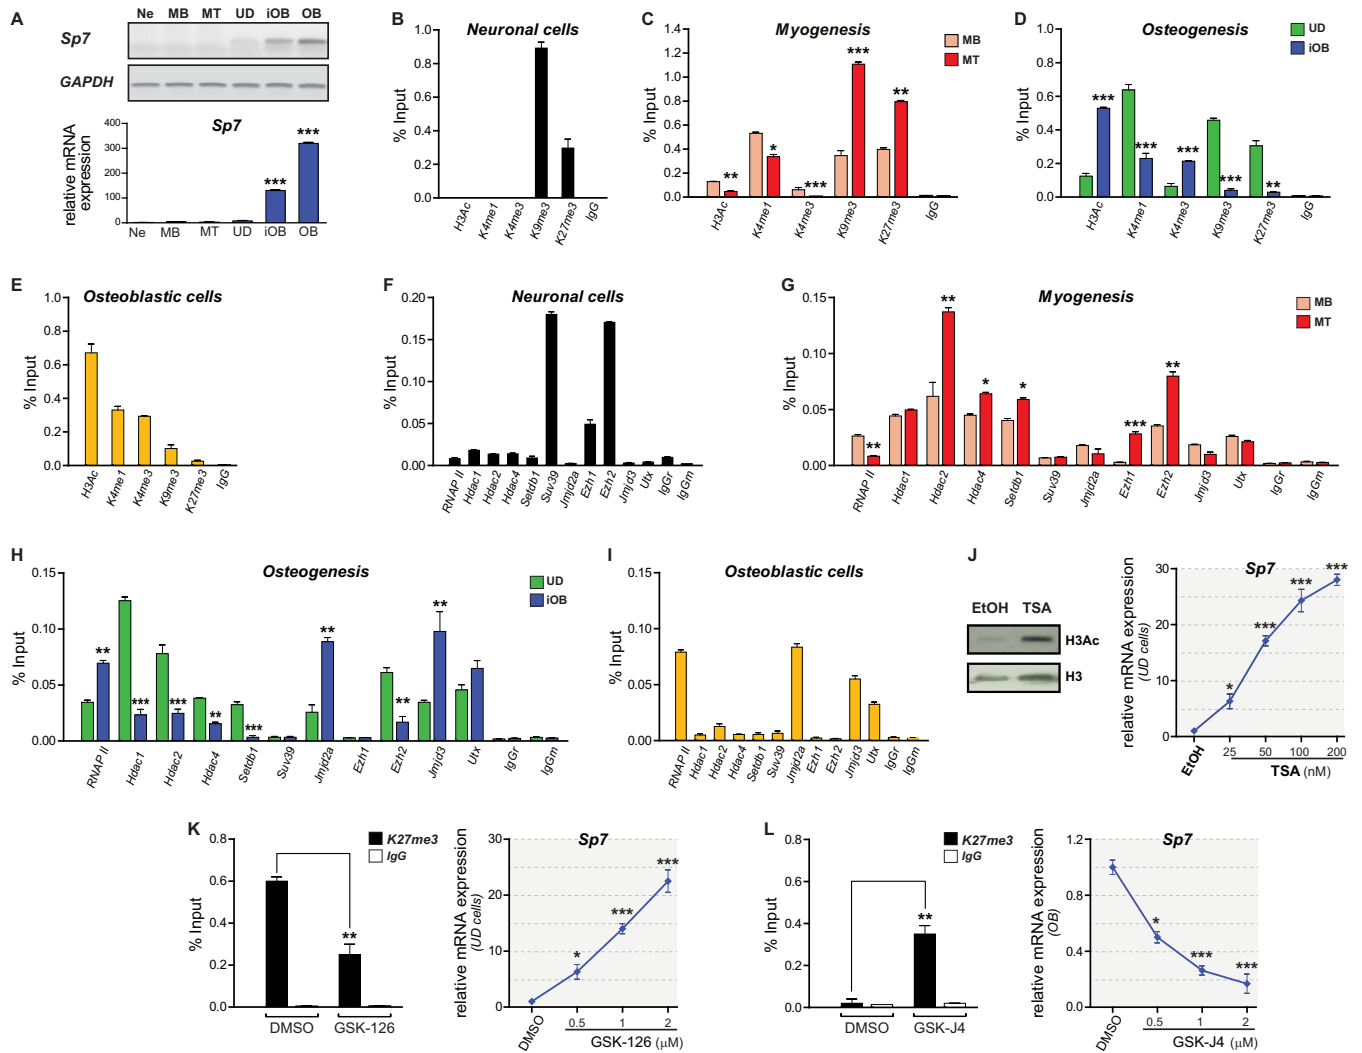 A
Ne MB MT UD iOB OB
Sp7
GAPDH
Sp7
relative mRNA
expression
400
300
200
100
0
***
***
Ne MB MT UD iOB OB
B
Neuronal cells
% Input
1.0
0.8
0.6
0.4
0.2
0.0
H3Ac K4me1 K4me3 K9me3 K27me3 IgG
C
Myogenesis
MB
MT
% Input
1.4
1.2
1.0
0.8
0.6
0.4
0.2
0.0
** * *** *** **
H3Ac K4me1 K4me3 K9me3 K27me3 IgG
D
Osteogenesis
UD
iOB
% Input
1.0
0.8
0.6
0.4
0.2
0.0
*** *** *** *** **
H3Ac K4me1 K4me3 K9me3 K27me3 IgG
E
Osteoblastic cells
% Input
1.0
0.8
0.6
0.4
0.2
0.0
H3Ac K4me1 K4me3 K9me3 K27me3 IgG
F
Neuronal cells
% Input
0.20
0.15
0.10
0.05
0.00
RNAP II Hdac1 Hdac2 Hdac4 Setdb1 Suv39 Jmjd2a Ezh1 Ezh2 Jmjd3 Utx IgGr IgGm
G
Myogenesis
MB
MT
% Input
0.15
0.10
0.05
0.00
** ** * * *** **
RNAP II Hdac1 Hdac2 Hdac4 Setdb1 Suv39 Jmjd2a Ezh1 Ezh2 Jmjd3 Utx IgGr IgGm
H
Osteogenesis
UD
iOB
% Input
0.15
0.10
0.05
0.00
** *** *** ** *** ** ** **
RNAP II Hdac1 Hdac2 Hdac4 Setdb1 Suv39 Jmjd2a Ezh1 Ezh2 Jmjd3 Utx IgGr IgGm
I
Osteoblastic cells
% Input
0.15
0.10
0.05
0.00
RNAP II Hdac1 Hdac2 Hdac4 Setdb1 Suv39 Jmjd2a Ezh1 Ezh2 Jmjd3 Utx IgGr IgGm
J
EtOH TSA
H3Ac
H3
Sp7
relative mRNA expression
(UD cells)
30
20
10
0
* *** *** ***
EtOH 25 50 100 200
TSA (nM)
K
K27me3
IgG
% Input
0.8
0.6
0.4
0.2
0.0
**
DMSO GSK-126
Sp7
relative mRNA expression
(UD cells)
30
20
10
0
* *** ***
DMSO 0.5 1 2
GSK-126 (μM)
L
K27me3
IgG
% Input
0.8
0.6
0.4
0.2
0.0
**
DMSO GSK-J4
Sp7
relative mRNA expression
(OB)
1.2
0.8
0.4
0.0
* *** ***
DMSO 0.5 1 2
GSK-J4 (μM)